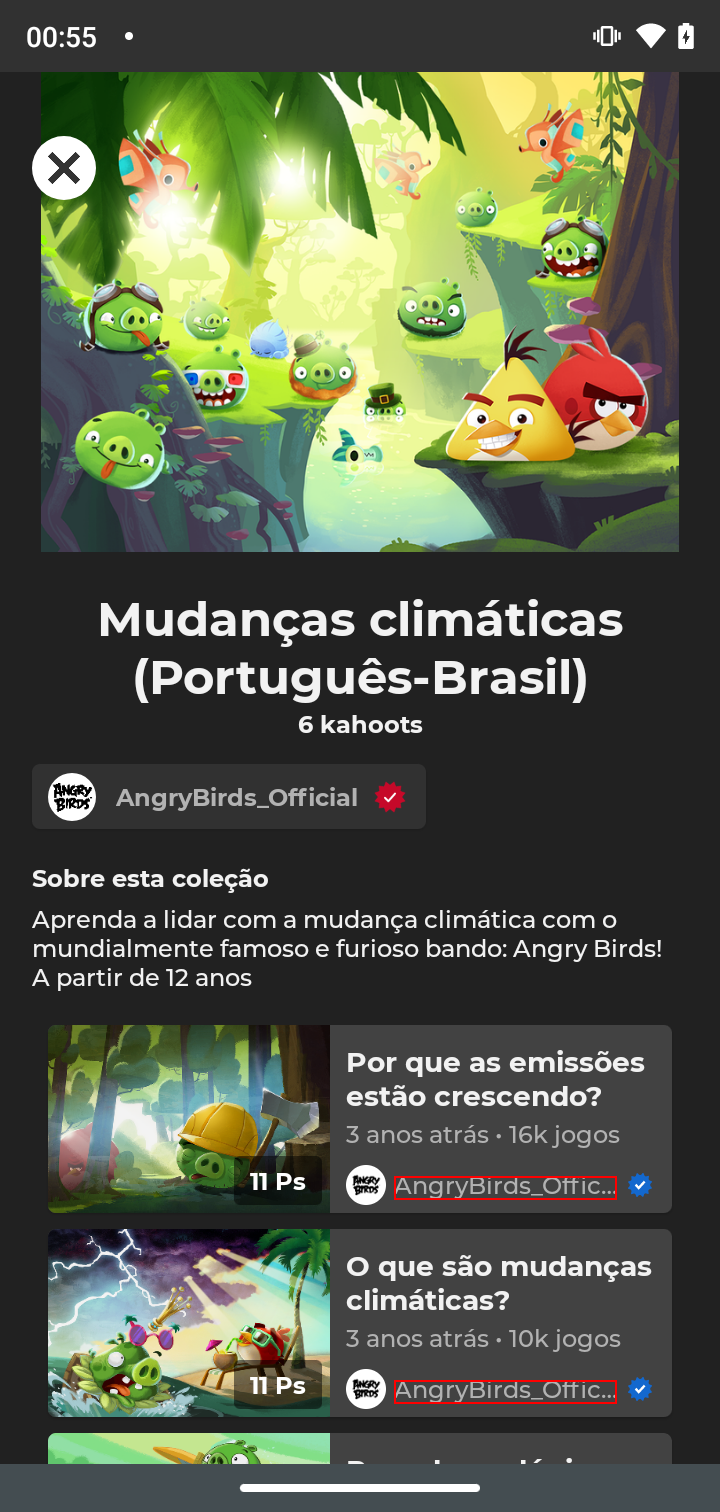 00:55
Mudanças climáticas
(Português-Brasil)
6 kahoots
ANGRY BIRDS
AngryBirds_Official
Sobre esta coleção
Aprenda a lidar com a mudança climática com o
mundialmente famoso e furioso bando: Angry Birds!
A partir de 12 anos
Por que as emissões
estão crescendo?
3 anos atrás • 16k jogos
11 Ps
ANGRY BIRDS
AngryBirds_Offic...
O que são mudanças
climáticas?
3 anos atrás • 10k jogos
11 Ps
ANGRY BIRDS
AngryBirds_Offic...